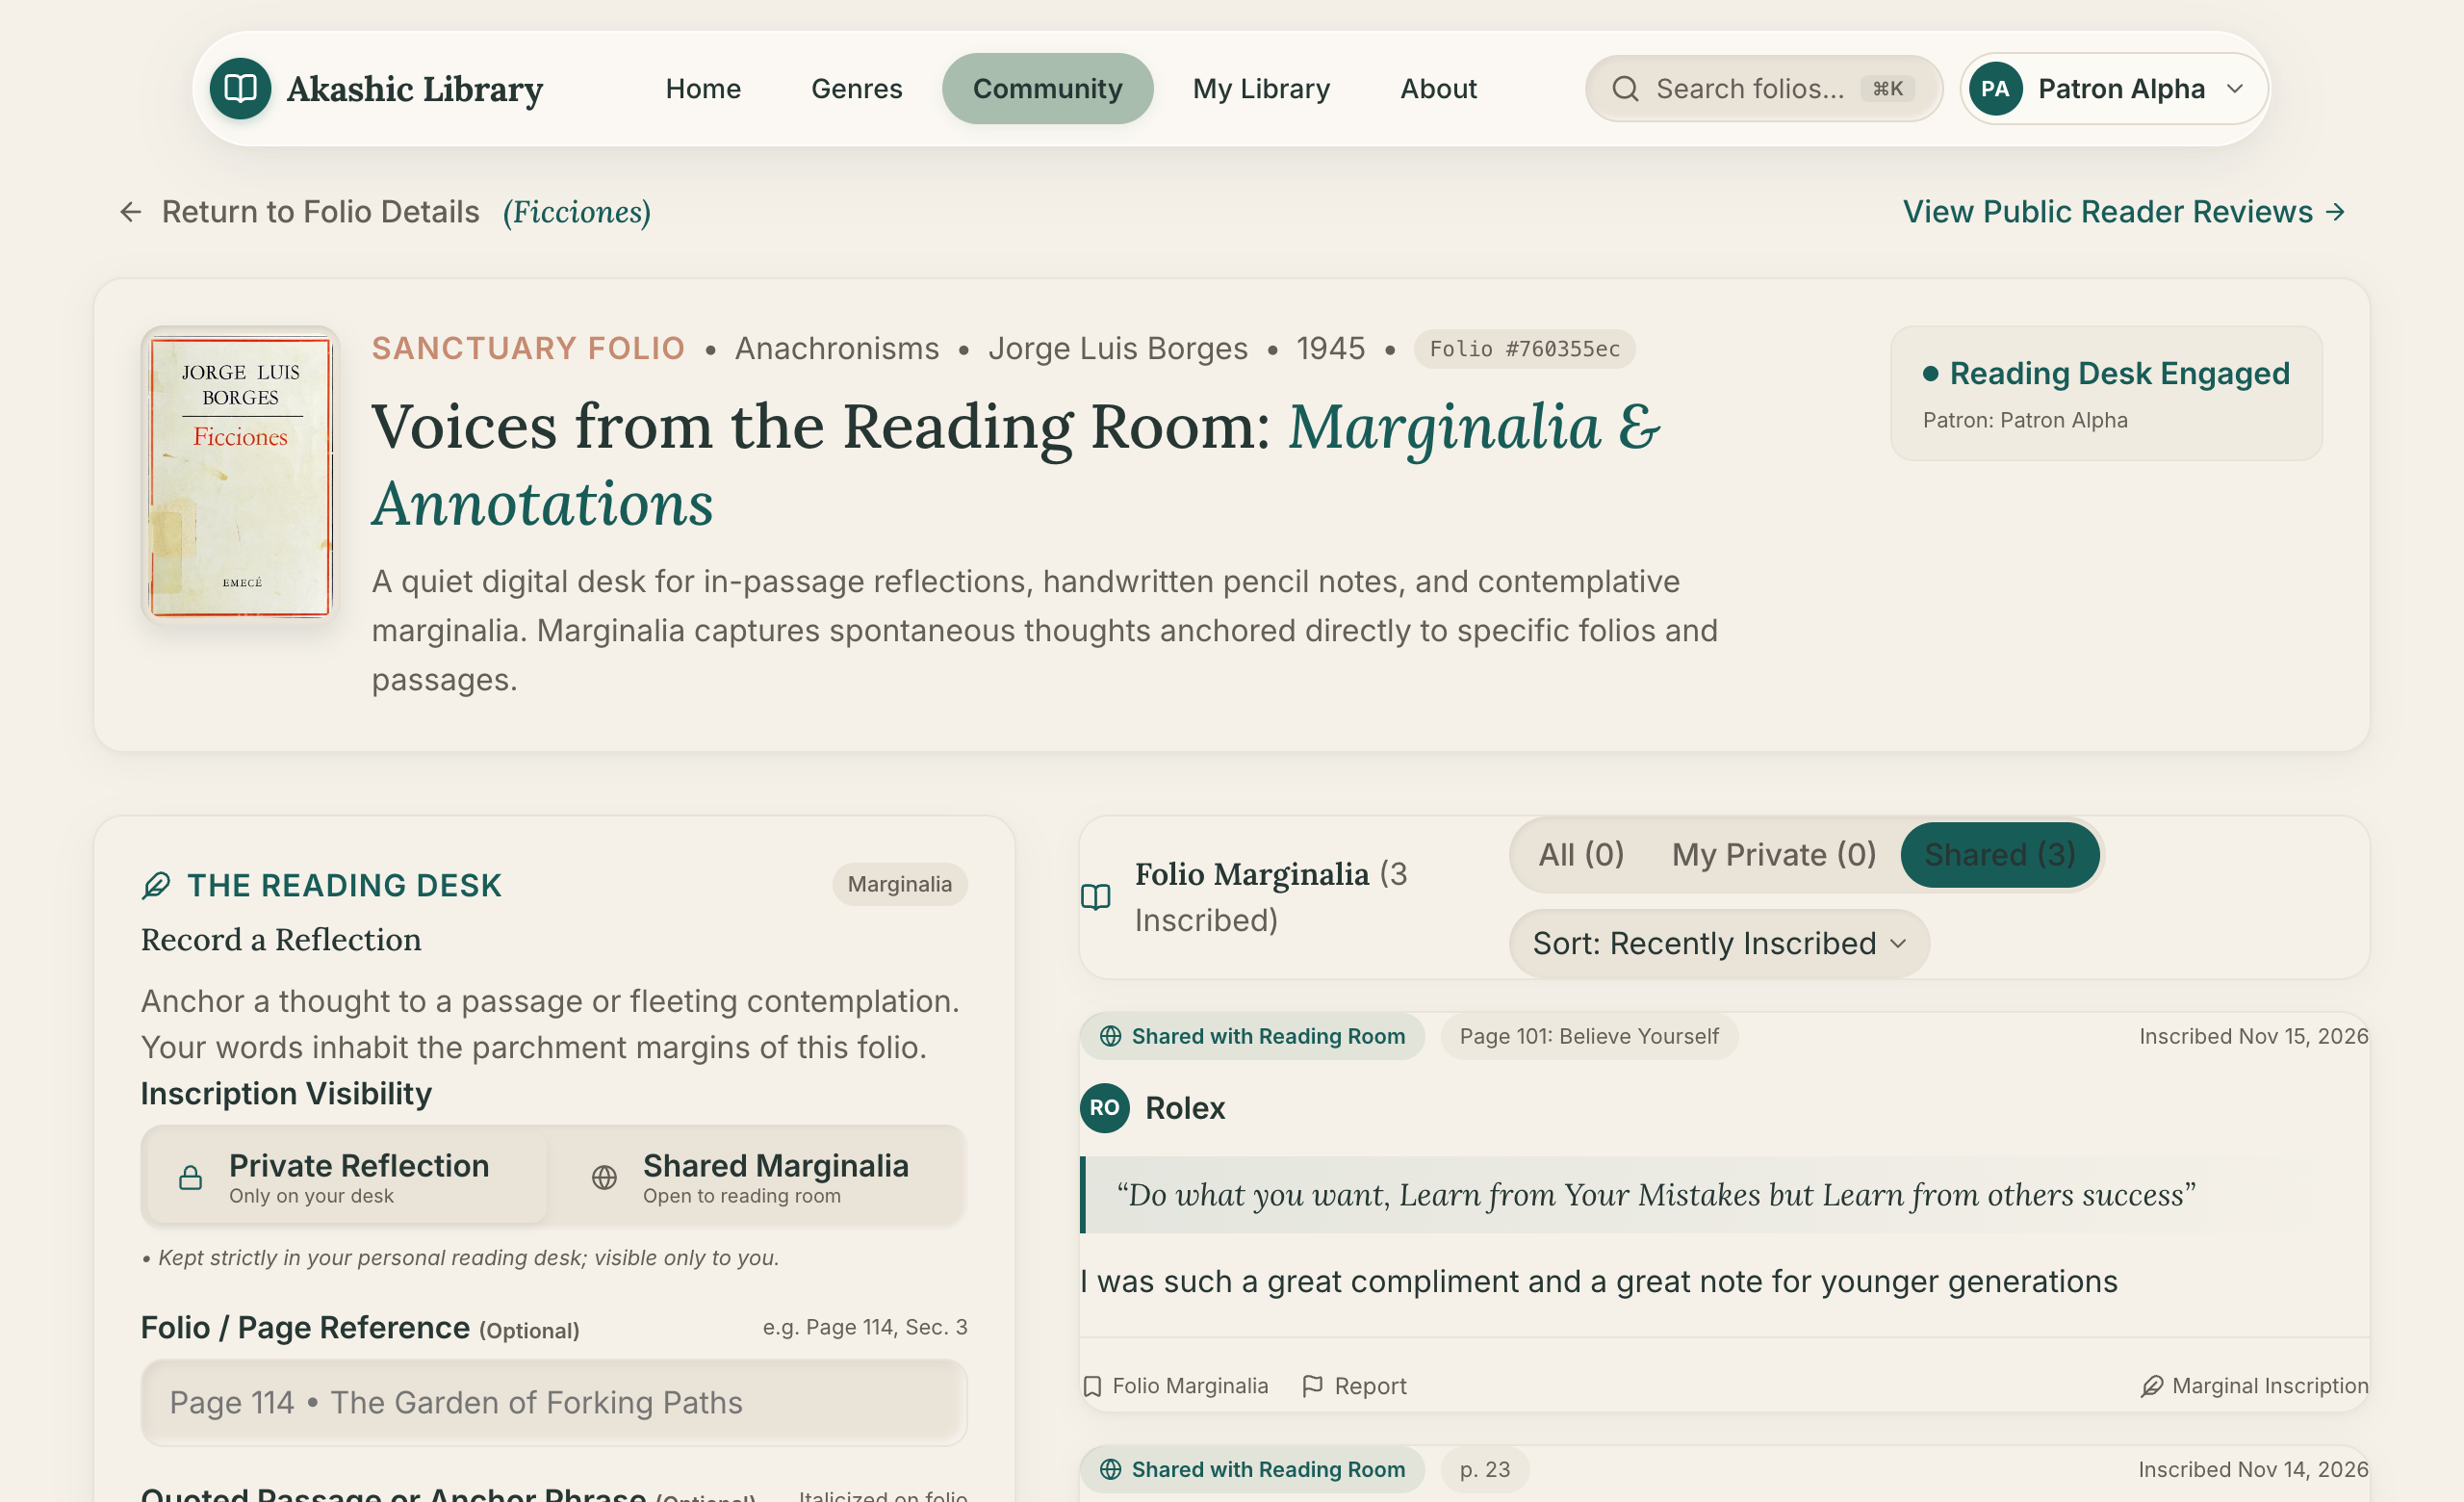 Akashic Library
Home
Genres
Community
My Library
About
Search folios...
⌘K
PA
Patron Alpha
← Return to Folio Details (Ficciones)
View Public Reader Reviews →
JORGE LUIS
BORGES
Ficciones
EMECÉ
SANCTUARY FOLIO • Anachronisms • Jorge Luis Borges • 1945 • Folio #760355ec
Voices from the Reading Room: Marginalia &
Annotations
A quiet digital desk for in-passage reflections, handwritten pencil notes, and contemplative
marginalia. Marginalia captures spontaneous thoughts anchored directly to specific folios and
passages.
Reading Desk Engaged
Patron: Patron Alpha
THE READING DESK
Marginalia
Record a Reflection
Anchor a thought to a passage or fleeting contemplation.
Your words inhabit the parchment margins of this folio.
Inscription Visibility
Private Reflection
Only on your desk
Shared Marginalia
Open to reading room
• Kept strictly in your personal reading desk; visible only to you.
Folio / Page Reference (Optional)
e.g. Page 114, Sec. 3
Page 114 • The Garden of Forking Paths
Quoted Passage or Anchor Phrase (Optional)
Italicized on folio
Folio Marginalia (3
Inscribed)
All (0)
My Private (0)
Shared (3)
Sort: Recently Inscribed
Shared with Reading Room
Page 101: Believe Yourself
Inscribed Nov 15, 2026
RO
Rolex
“Do what you want, Learn from Your Mistakes but Learn from others success”
I was such a great compliment and a great note for younger generations
Folio Marginalia
Report
Marginal Inscription
Shared with Reading Room
p. 23
Inscribed Nov 14, 2026